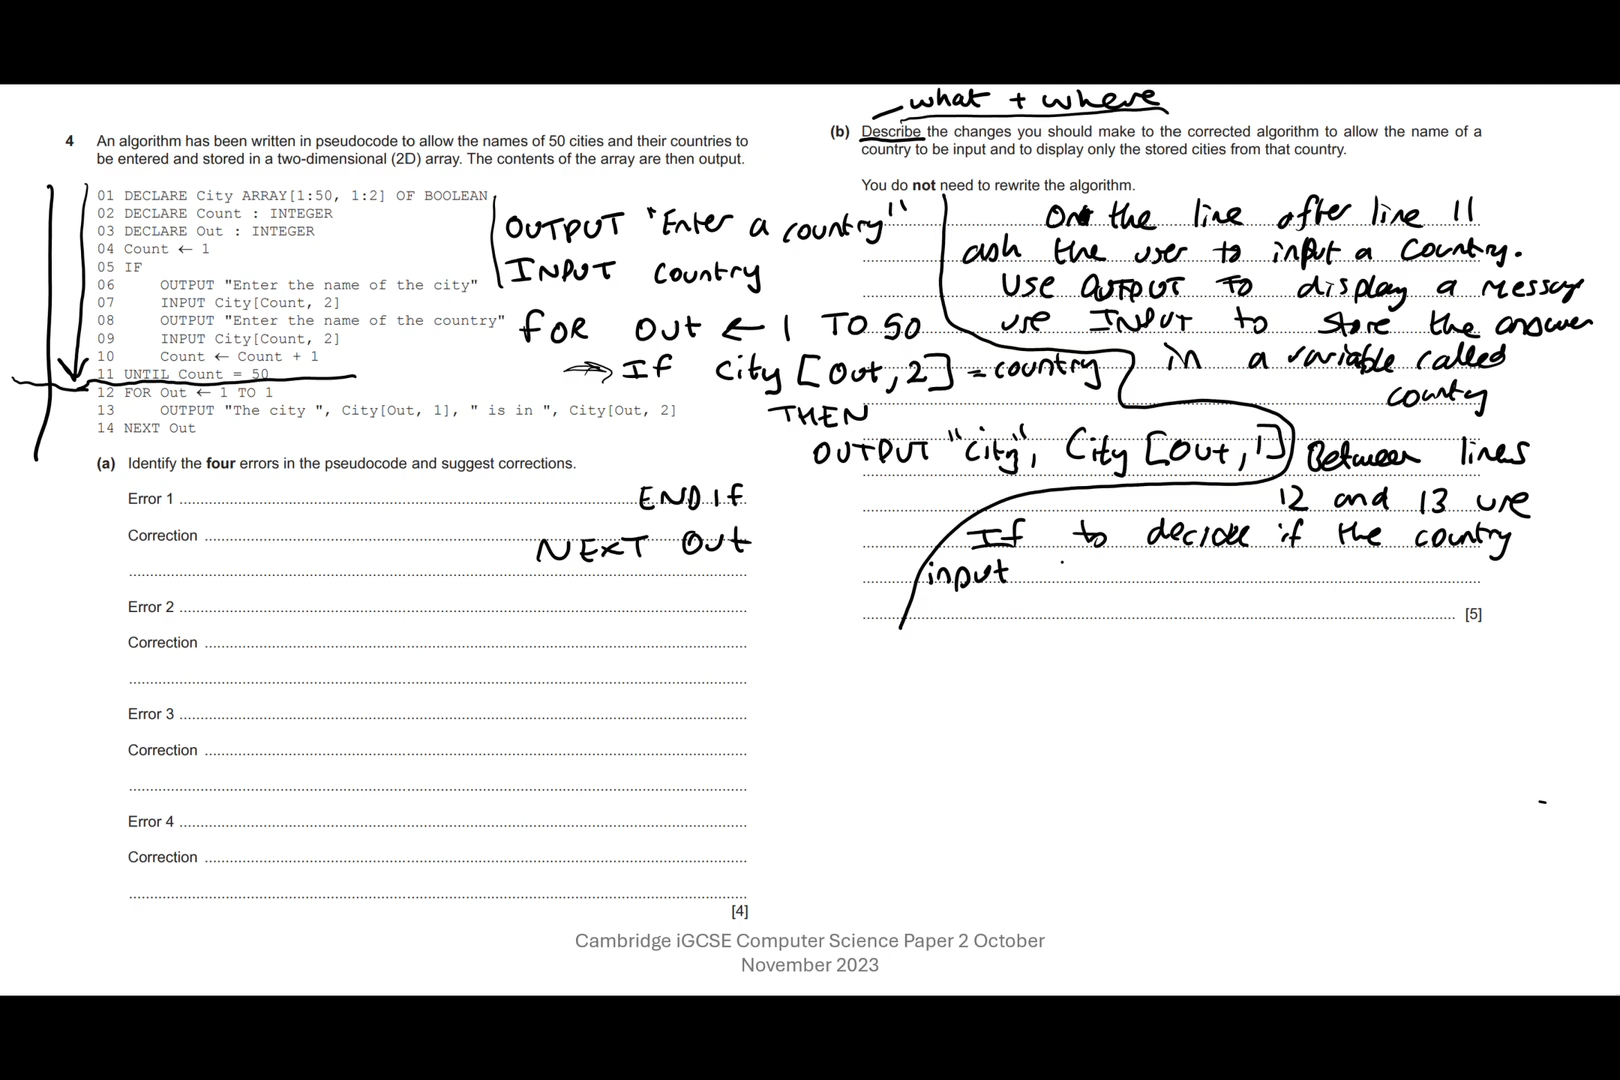 4 An algorithm has been written in pseudocode to allow the names of 50 cities and their countries to
be entered and stored in a two-dimensional (2D) array. The contents of the array are then output.
01 DECLARE City ARRAY[1:50, 1:2] OF BOOLEAN
02 DECLARE Count : INTEGER
03 DECLARE Out : INTEGER
04 Count ← 1
05 IF
06 OUTPUT "Enter the name of the city"
07 INPUT City[Count, 2]
08 OUTPUT "Enter the name of the country"
09 INPUT City[Count, 2]
10 Count ← Count + 1
11 UNTIL Count = 50
12 FOR Out ← 1 TO 1
13 OUTPUT "The city ", City[Out, 1], " is in ", City[Out, 2]
14 NEXT Out
OUTPUT "Enter a country"
INPUT country
FOR OUT ← 1 TO 50
If city [Out, 2] = country
THEN
OUTPUT "city", City [Out, 1]
END If
NEXT Out
(a) Identify the four errors in the pseudocode and suggest corrections.
Error 1
Correction
Error 2
Correction
Error 3
Correction
Error 4
Correction
[4]
what + where
(b) Describe the changes you should make to the corrected algorithm to allow the name of a
country to be input and to display only the stored cities from that country.
You do not need to rewrite the algorithm.
On the line after line 11
ask the user to input a country.
Use OUTPUT to display a message
use INPUT to store the answer
in a variable called
country
Between lines
12 and 13 use
If to decide if the country
input
[5]
Cambridge iGCSE Computer Science Paper 2 October
November 2023